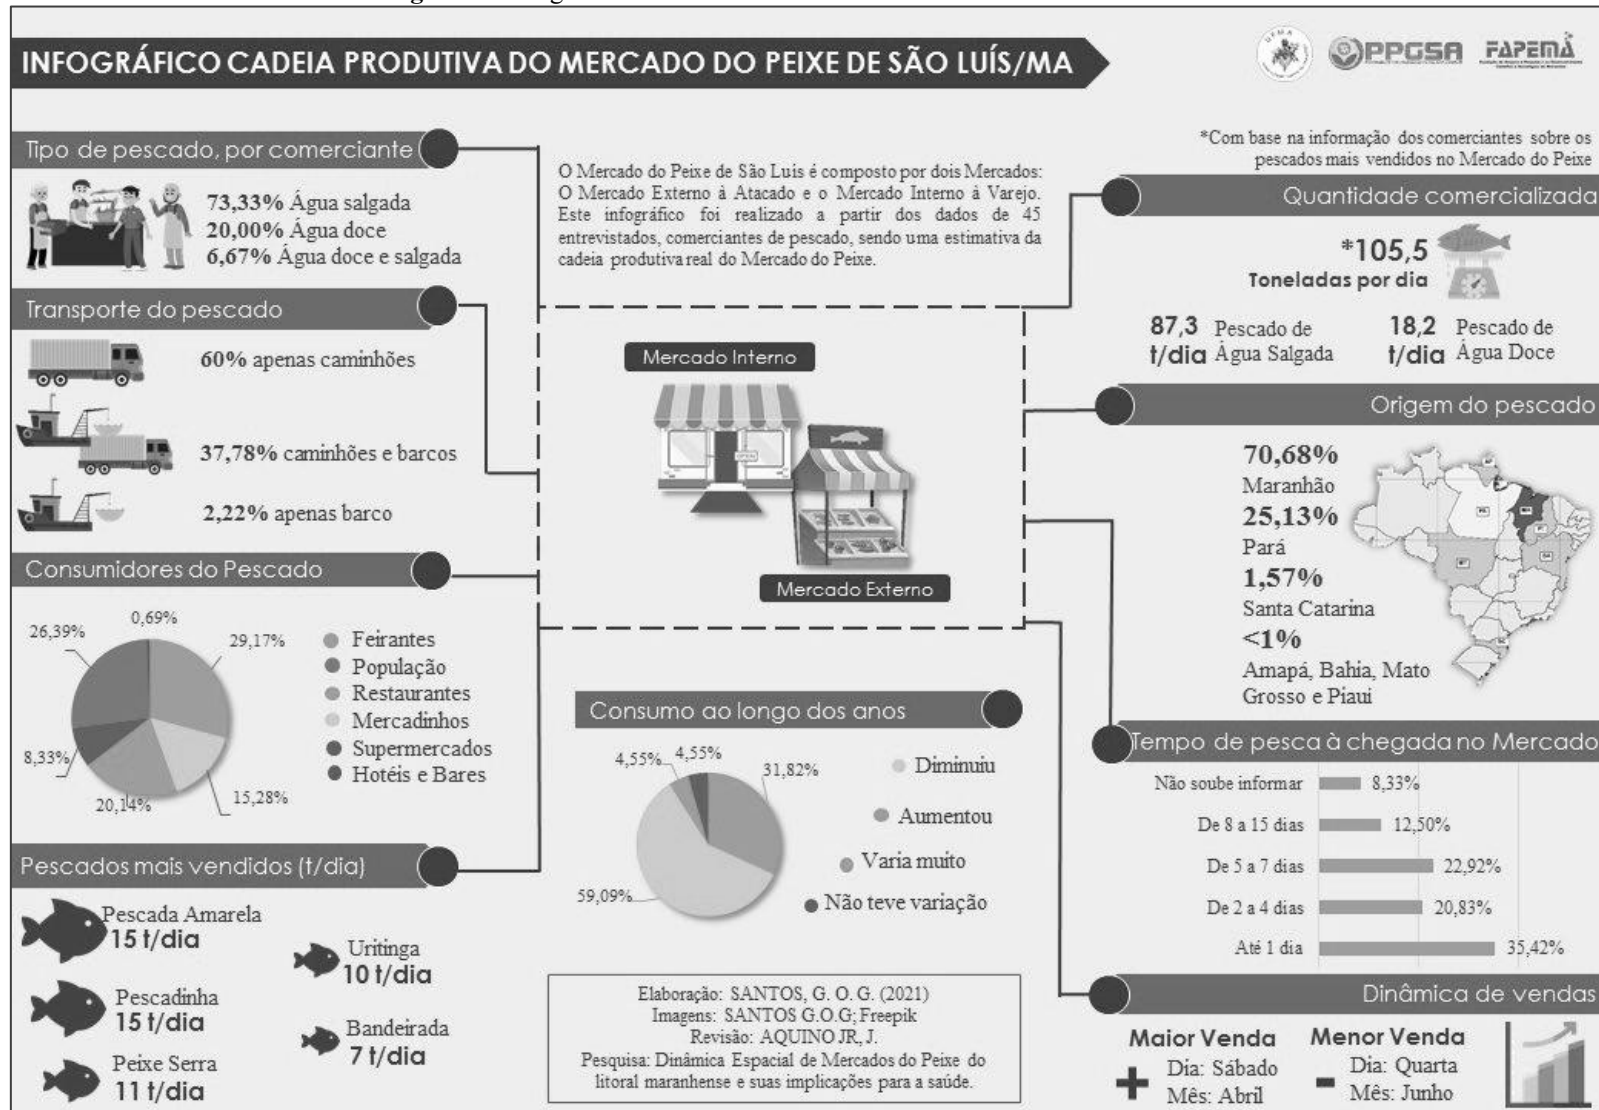 INFOGRÁFICO CADEIA PRODUTIVA DO MERCADO DO PEIXE DE SÃO LUÍS/MA
UFMA
PPGSA
FAPEMA
Tipo de pescado, por comerciante
73,33% Água salgada
20,00% Água doce
6,67% Água doce e salgada
Transporte do pescado
60% apenas caminhões
37,78% caminhões e barcos
2,22% apenas barco
Consumidores do Pescado
0,69%
26,39%
29,17%
8,33%
20,14%
15,28%
Feirantes
População
Restaurantes
Mercadinhos
Supermercados
Hotéis e Bares
Pescados mais vendidos (t/dia)
Pescada Amarela
15 t/dia
Pescadinha
15 t/dia
Peixe Serra
11 t/dia
Uritinga
10 t/dia
Bandeirada
7 t/dia
O Mercado do Peixe de São Luis é composto por dois Mercados:
O Mercado Externo à Atacado e o Mercado Interno à Varejo.
Este infográfico foi realizado a partir dos dados de 45
entrevistados, comerciantes de pescado, sendo uma estimativa da
cadeia produtiva real do Mercado do Peixe.
Mercado Interno
OPEN
Mercado Externo
Consumo ao longo dos anos
4,55%
4,55%
31,82%
59,09%
Diminuiu
Aumentou
Varia muito
Não teve variação
Elaboração: SANTOS, G. O. G. (2021)
Imagens: SANTOS G.O.G; Freepik
Revisão: AQUINO JR, J.
Pesquisa: Dinâmica Espacial de Mercados do Peixe do
litoral maranhense e suas implicações para a saúde.
*Com base na informação dos comerciantes sobre os
pescados mais vendidos no Mercado do Peixe
Quantidade comercializada
*105,5
Toneladas por dia
87,3 Pescado de
t/dia Água Salgada
18,2 Pescado de
t/dia Água Doce
Origem do pescado
70,68%
Maranhão
25,13%
Pará
1,57%
Santa Catarina
<1%
Amapá, Bahia, Mato
Grosso e Piaui
Tempo de pesca à chegada no Mercado
Não soube informar 8,33%
De 8 a 15 dias 12,50%
De 5 a 7 dias 22,92%
De 2 a 4 dias 20,83%
Até 1 dia 35,42%
Dinâmica de vendas
Maior Venda
+ Dia: Sábado
Mês: Abril
Menor Venda
- Dia: Quarta
Mês: Junho